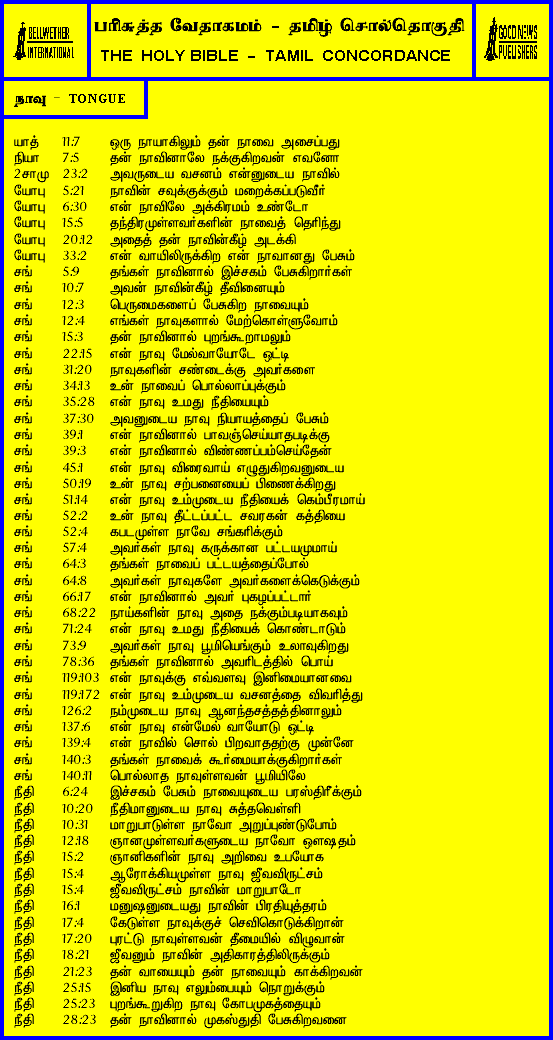 BELLWETHER
INTERNATIONAL
பரிசுத்த வேதாகமம் – தமிழ் சொல்தொகுதி
THE HOLY BIBLE – TAMIL CONCORDANCE
GOOD NEWS
PUBLISHERS
நாவு – TONGUE
யாத் 11:7 ஒரு நாயாகிலும் தன் நாவை அசைப்பது
நியா 7:5 தன் நாவினாலே நக்குகிறவன் எவனோ
2சாமு 23:2 அவருடைய வசனம் என்னுடைய நாவில்
யோபு 5:21 நாவின் சவுக்குக்கும் மறைக்கப்படுவீர்
யோபு 6:30 என் நாவிலே அக்கிரமம் உண்டோ
யோபு 15:5 தந்திரமுள்ளவர்களின் நாவைத் தெரிந்து
யோபு 20:12 அதைத் தன் நாவின்கீழ் அடக்கி
யோபு 33:2 என் வாயிலிருக்கிற என் நாவானது பேசும்
சங் 5:9 தங்கள் நாவினால் இச்சகம் பேசுகிறார்கள்
சங் 10:7 அவன் நாவின்கீழ் தீவினையும்
சங் 12:3 பெருமைகளைப் பேசுகிற நாவையும்
சங் 12:4 எங்கள் நாவுகளால் மேற்கொள்ளுவோம்
சங் 15:3 தன் நாவினால் புறங்கூறாமலும்
சங் 22:15 என் நாவு மேல்வாயோடே ஒட்டி
சங் 31:20 நாவுகளின் சண்டைக்கு அவர்களை
சங் 34:13 உன் நாவைப் பொல்லாப்புக்கும்
சங் 35:28 என் நாவு உமது நீதியையும்
சங் 37:30 அவனுடைய நாவு நியாயத்தைப் பேசும்
சங் 39:1 என் நாவினால் பாவஞ்செய்யாதபடிக்கு
சங் 39:3 என் நாவினால் விண்ணப்பம்செய்தேன்
சங் 45:1 என் நாவு விரைவாய் எழுதுகிறவனுடைய
சங் 50:19 உன் நாவு சற்பனையைப் பிணைக்கிறது
சங் 51:14 என் நாவு உம்முடைய நீதியைக் கெம்பீரமாய்
சங் 52:2 உன் நாவு தீட்டப்பட்ட சவரகன் கத்தியை
சங் 52:4 கபடமுள்ள நாவே சங்கரிக்கும்
சங் 57:4 அவர்கள் நாவு கருக்கான பட்டயமுமாய்
சங் 64:3 தங்கள் நாவைப் பட்டயத்தைப்போல்
சங் 64:8 அவர்கள் நாவுகளே அவர்களைக்கெடுக்கும்
சங் 66:17 என் நாவினால் அவர் புகழப்பட்டார்
சங் 68:22 நாய்களின் நாவு அதை நக்கும்படியாகவும்
சங் 71:24 என் நாவு உமது நீதியைக் கொண்டாடும்
சங் 73:9 அவர்கள் நாவு பூமியெங்கும் உலாவுகிறது
சங் 78:36 தங்கள் நாவினால் அவரிடத்தில் பொய்
சங் 119:103 என் நாவுக்கு எவ்வளவு இனிமையானவை
சங் 119:172 என் நாவு உம்முடைய வசனத்தை விவரித்து
சங் 126:2 நம்முடைய நாவு ஆனந்தசத்தத்தினாலும்
சங் 137:6 என் நாவு என்மேல் வாயோடு ஒட்டி
சங் 139:4 என் நாவில் சொல் பிறவாததற்கு முன்னே
சங் 140:3 தங்கள் நாவைக் கூர்மையாக்குகிறார்கள்
சங் 140:11 பொல்லாத நாவுள்ளவன் பூமியிலே
நீதி 6:24 இச்சகம் பேசும் நாவையுடைய பரஸ்திரீக்கும்
நீதி 10:20 நீதிமானுடைய நாவு சுத்தவெள்ளி
நீதி 10:31 மாறுபாடுள்ள நாவோ அறுப்புண்டுபோம்
நீதி 12:18 ஞானமுள்ளவர்களுடைய நாவோ ஔஷதம்
நீதி 15:2 ஞானிகளின் நாவு அறிவை உபயோக
நீதி 15:4 ஆரோக்கியமுள்ள நாவு ஜீவவிருட்சம்
நீதி 15:4 ஜீவவிருட்சம் நாவின் மாறுபாடோ
நீதி 16:1 மனுஷனுடையது நாவின் பிரதியுத்தரம்
நீதி 17:4 கேடுள்ள நாவுக்குச் செவிகொடுக்கிறான்
நீதி 17:20 புரட்டு நாவுள்ளவன் தீமையில் விழுவான்
நீதி 18:21 ஜீவனும் நாவின் அதிகாரத்திலிருக்கும்
நீதி 21:23 தன் வாயையும் தன் நாவையும் காக்கிறவன்
நீதி 25:15 இனிய நாவு எலும்பையும் நொறுக்கும்
நீதி 25:23 புறங்கூறுகிற நாவு கோபமுகத்தையும்
நீதி 28:23 தன் நாவினால் முகஸ்துதி பேசுகிறவனை